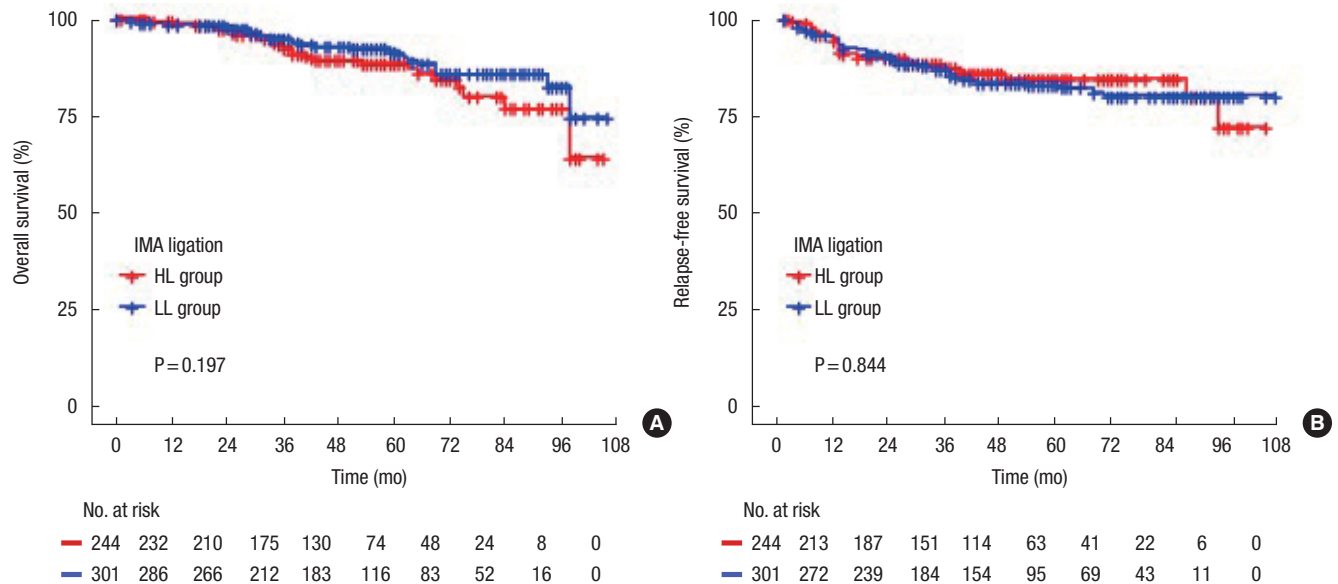 100
75
50
25
0
Overall survival (%)
IMA ligation
HL group
LL group
P=0.197
0 12 24 36 48 60 72 84 96 108
Time (mo)
A
No. at risk
244 232 210 175 130 74 48 24 8 0
301 286 266 212 183 116 83 52 16 0
100
75
50
25
0
Relapse-free survival (%)
IMA ligation
HL group
LL group
P=0.844
0 12 24 36 48 60 72 84 96 108
Time (mo)
B
No. at risk
244 213 187 151 114 63 41 22 6 0
301 272 239 184 154 95 69 43 11 0